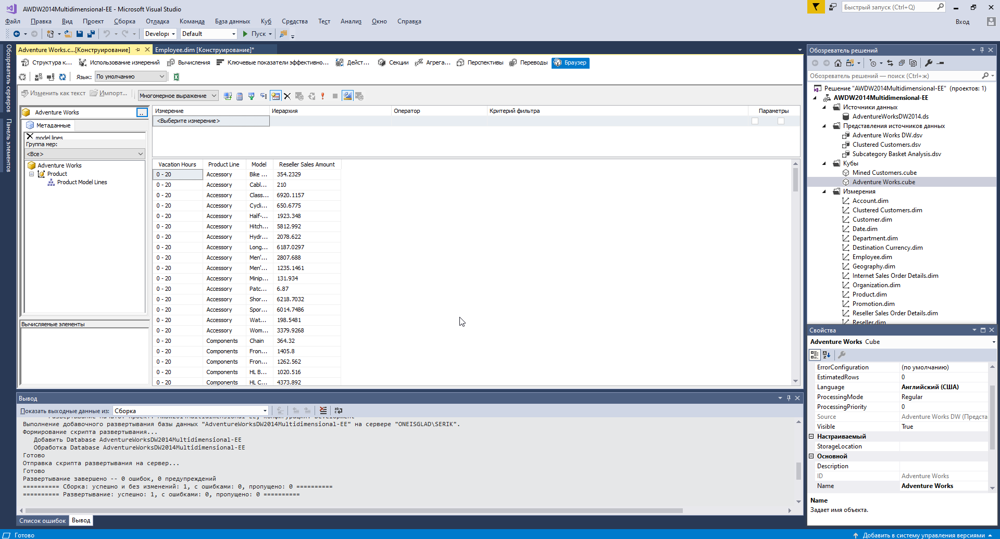 AWDW2014Multidimensional-EE - Microsoft Visual Studio
Быстрый запуск (Ctrl+Q)
Файл Правка Вид Проект Сборка Отладка Команда База данных Куб Средства Тест Анализ Окно Справка
Вход
Develop Default Пуск
Обозреватель серверов
Панель элементов
Adventure Works.c...[Конструирование] Employee.dim [Конструирование]*
Структура к... Использование измерений Вычисления Ключевые показатели эффективно... Дейст... Секции Агрега... Перспективы Переводы Браузер
Язык: По умолчанию
Изменить как текст Импорт... Многомерное выражение
Adventure Works ..
Метаданные
model lines
Группа мер:
<Все>
Adventure Works
Product
Product Model Lines
Вычисляемые элементы
Измерение Иерархия Оператор Критерий фильтра Параметры
<Выберите измерение>
Vacation Hours Product Line Model Reseller Sales Amount
0 - 20 Accessory Bike ... 354.2329
0 - 20 Accessory Cabl... 210
0 - 20 Accessory Class... 6920.1157
0 - 20 Accessory Cycli... 650.6775
0 - 20 Accessory Half-... 1923.348
0 - 20 Accessory Hitch... 5812.992
0 - 20 Accessory Hydr... 2078.622
0 - 20 Accessory Long... 6187.0297
0 - 20 Accessory Men'... 2807.688
0 - 20 Accessory Men'... 1235.1461
0 - 20 Accessory Minip... 131.934
0 - 20 Accessory Patc... 6.87
0 - 20 Accessory Shor... 6218.7032
0 - 20 Accessory Spor... 6014.7486
0 - 20 Accessory Wat... 198.5481
0 - 20 Accessory Wom... 3379.9268
0 - 20 Components Chain 364.32
0 - 20 Components Fron... 1405.8
0 - 20 Components Fron... 1262.562
0 - 20 Components HL B... 1020.516
0 - 20 Components HL C... 4373.892
Вывод
Показать выходные данные из: Сборка
Выполнение добавочного развертывания базы данных "AdventureWorksDW2014Multidimensional-EE" на сервере "ONEISGLAD\SERIK".
Формирование скрипта развертывания...
Добавить Database AdventureWorksDW2014Multidimensional-EE
Обработка Database AdventureWorksDW2014Multidimensional-EE
Готово
Отправка скрипта развертывания на сервер...
Готово
Развертывание завершено -- 0 ошибок, 0 предупреждений
========== Сборка: успешно и без изменений: 1, с ошибками: 0, пропущено: 0 ==========
========== Развертывание: успешно: 1, с ошибками: 0, пропущено: 0 ==========
Список ошибок Вывод
Обозреватель решений
Обозреватель решений — поиск (Ctrl+ж)
Решение "AWDW2014Multidimensional-EE" (проектов: 1)
AWDW2014Multidimensional-EE
Источники данных
AdventureWorksDW2014.ds
Представления источников данных
Adventure Works DW.dsv
Clustered Customers.dsv
Subcategory Basket Analysis.dsv
Кубы
Mined Customers.cube
Adventure Works.cube
Измерения
Account.dim
Clustered Customers.dim
Customer.dim
Date.dim
Department.dim
Destination Currency.dim
Employee.dim
Geography.dim
Internet Sales Order Details.dim
Organization.dim
Product.dim
Promotion.dim
Reseller Sales Order Details.dim
Reseller.dim
Свойства
Adventure Works Cube
ErrorConfiguration (по умолчанию)
EstimatedRows 0
Language Английский (США)
ProcessingMode Regular
ProcessingPriority 0
Source Adventure Works DW (Предста
Visible True
Настраиваемый
StorageLocation
Основной
Description
ID Adventure Works
Name Adventure Works
Name
Задает имя объекта.
Готово
Добавить в систему управления версиями